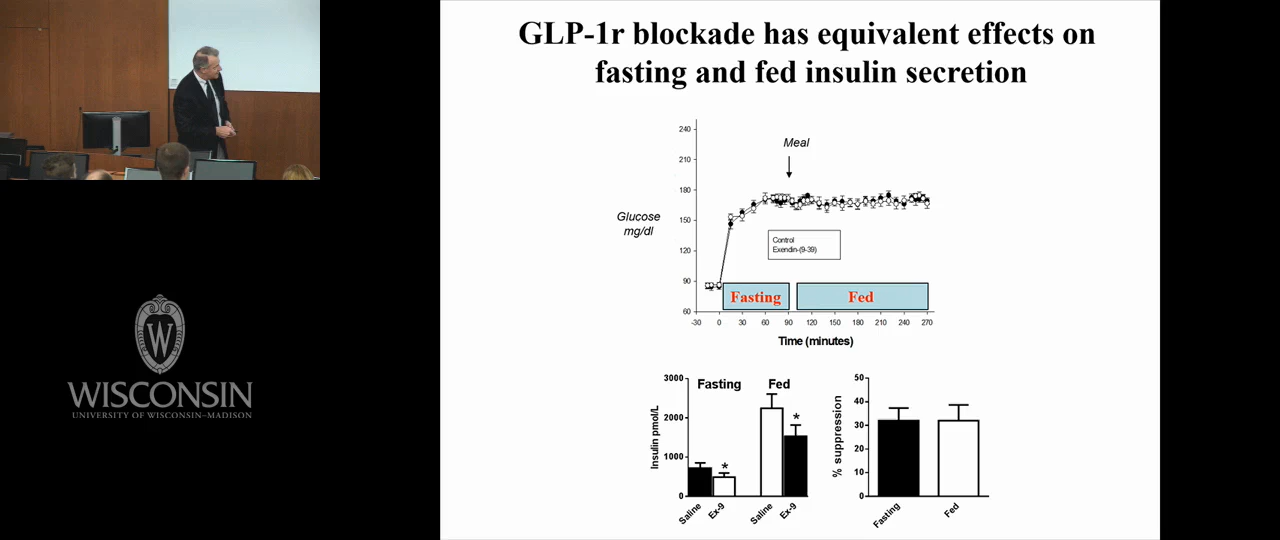 GLP-1r blockade has equivalent effects on
fasting and fed insulin secretion
240
210
180
150
120
90
60
Glucose
mg/dl
Meal
Control
Exendin-(9-39)
Fasting
Fed
-30 0 30 60 90 120 150 180 210 240 270
Time (minutes)
3000
2000
1000
0
Insulin pmol/L
Fasting Fed
*
*
Saline Ex-9 Saline Ex-9
50
40
30
20
10
0
% suppression
Fasting Fed
W
WISCONSIN
UNIVERSITY OF WISCONSIN–MADISON